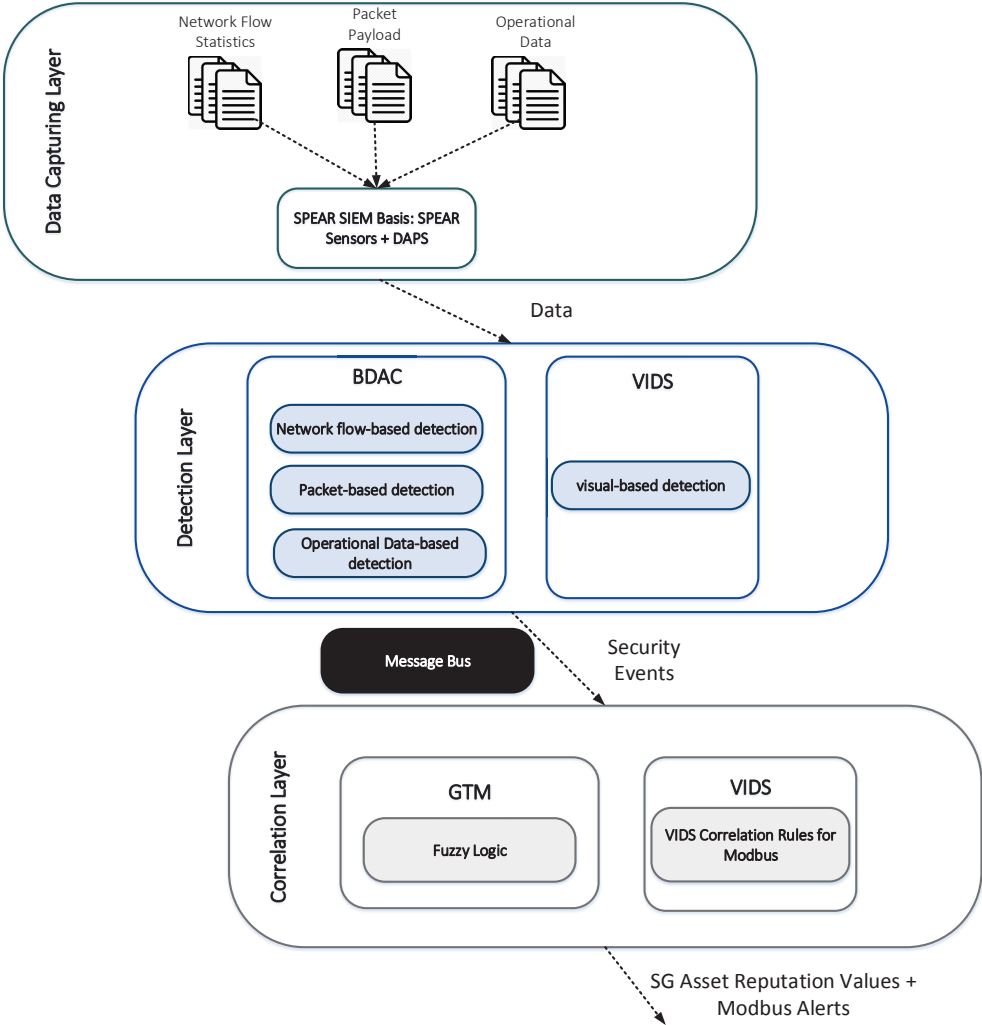 Network Flow
Statistics
Packet
Payload
Operational
Data
Data Capturing Layer
SPEAR SIEM Basis: SPEAR
Sensors + DAPS
Data
Detection Layer
BDAC
Network flow-based detection
Packet-based detection
Operational Data-based
detection
VIDS
visual-based detection
Message Bus
Security
Events
Correlation Layer
GTM
Fuzzy Logic
VIDS
VIDS Correlation Rules for
Modbus
SG Asset Reputation Values +
Modbus Alerts